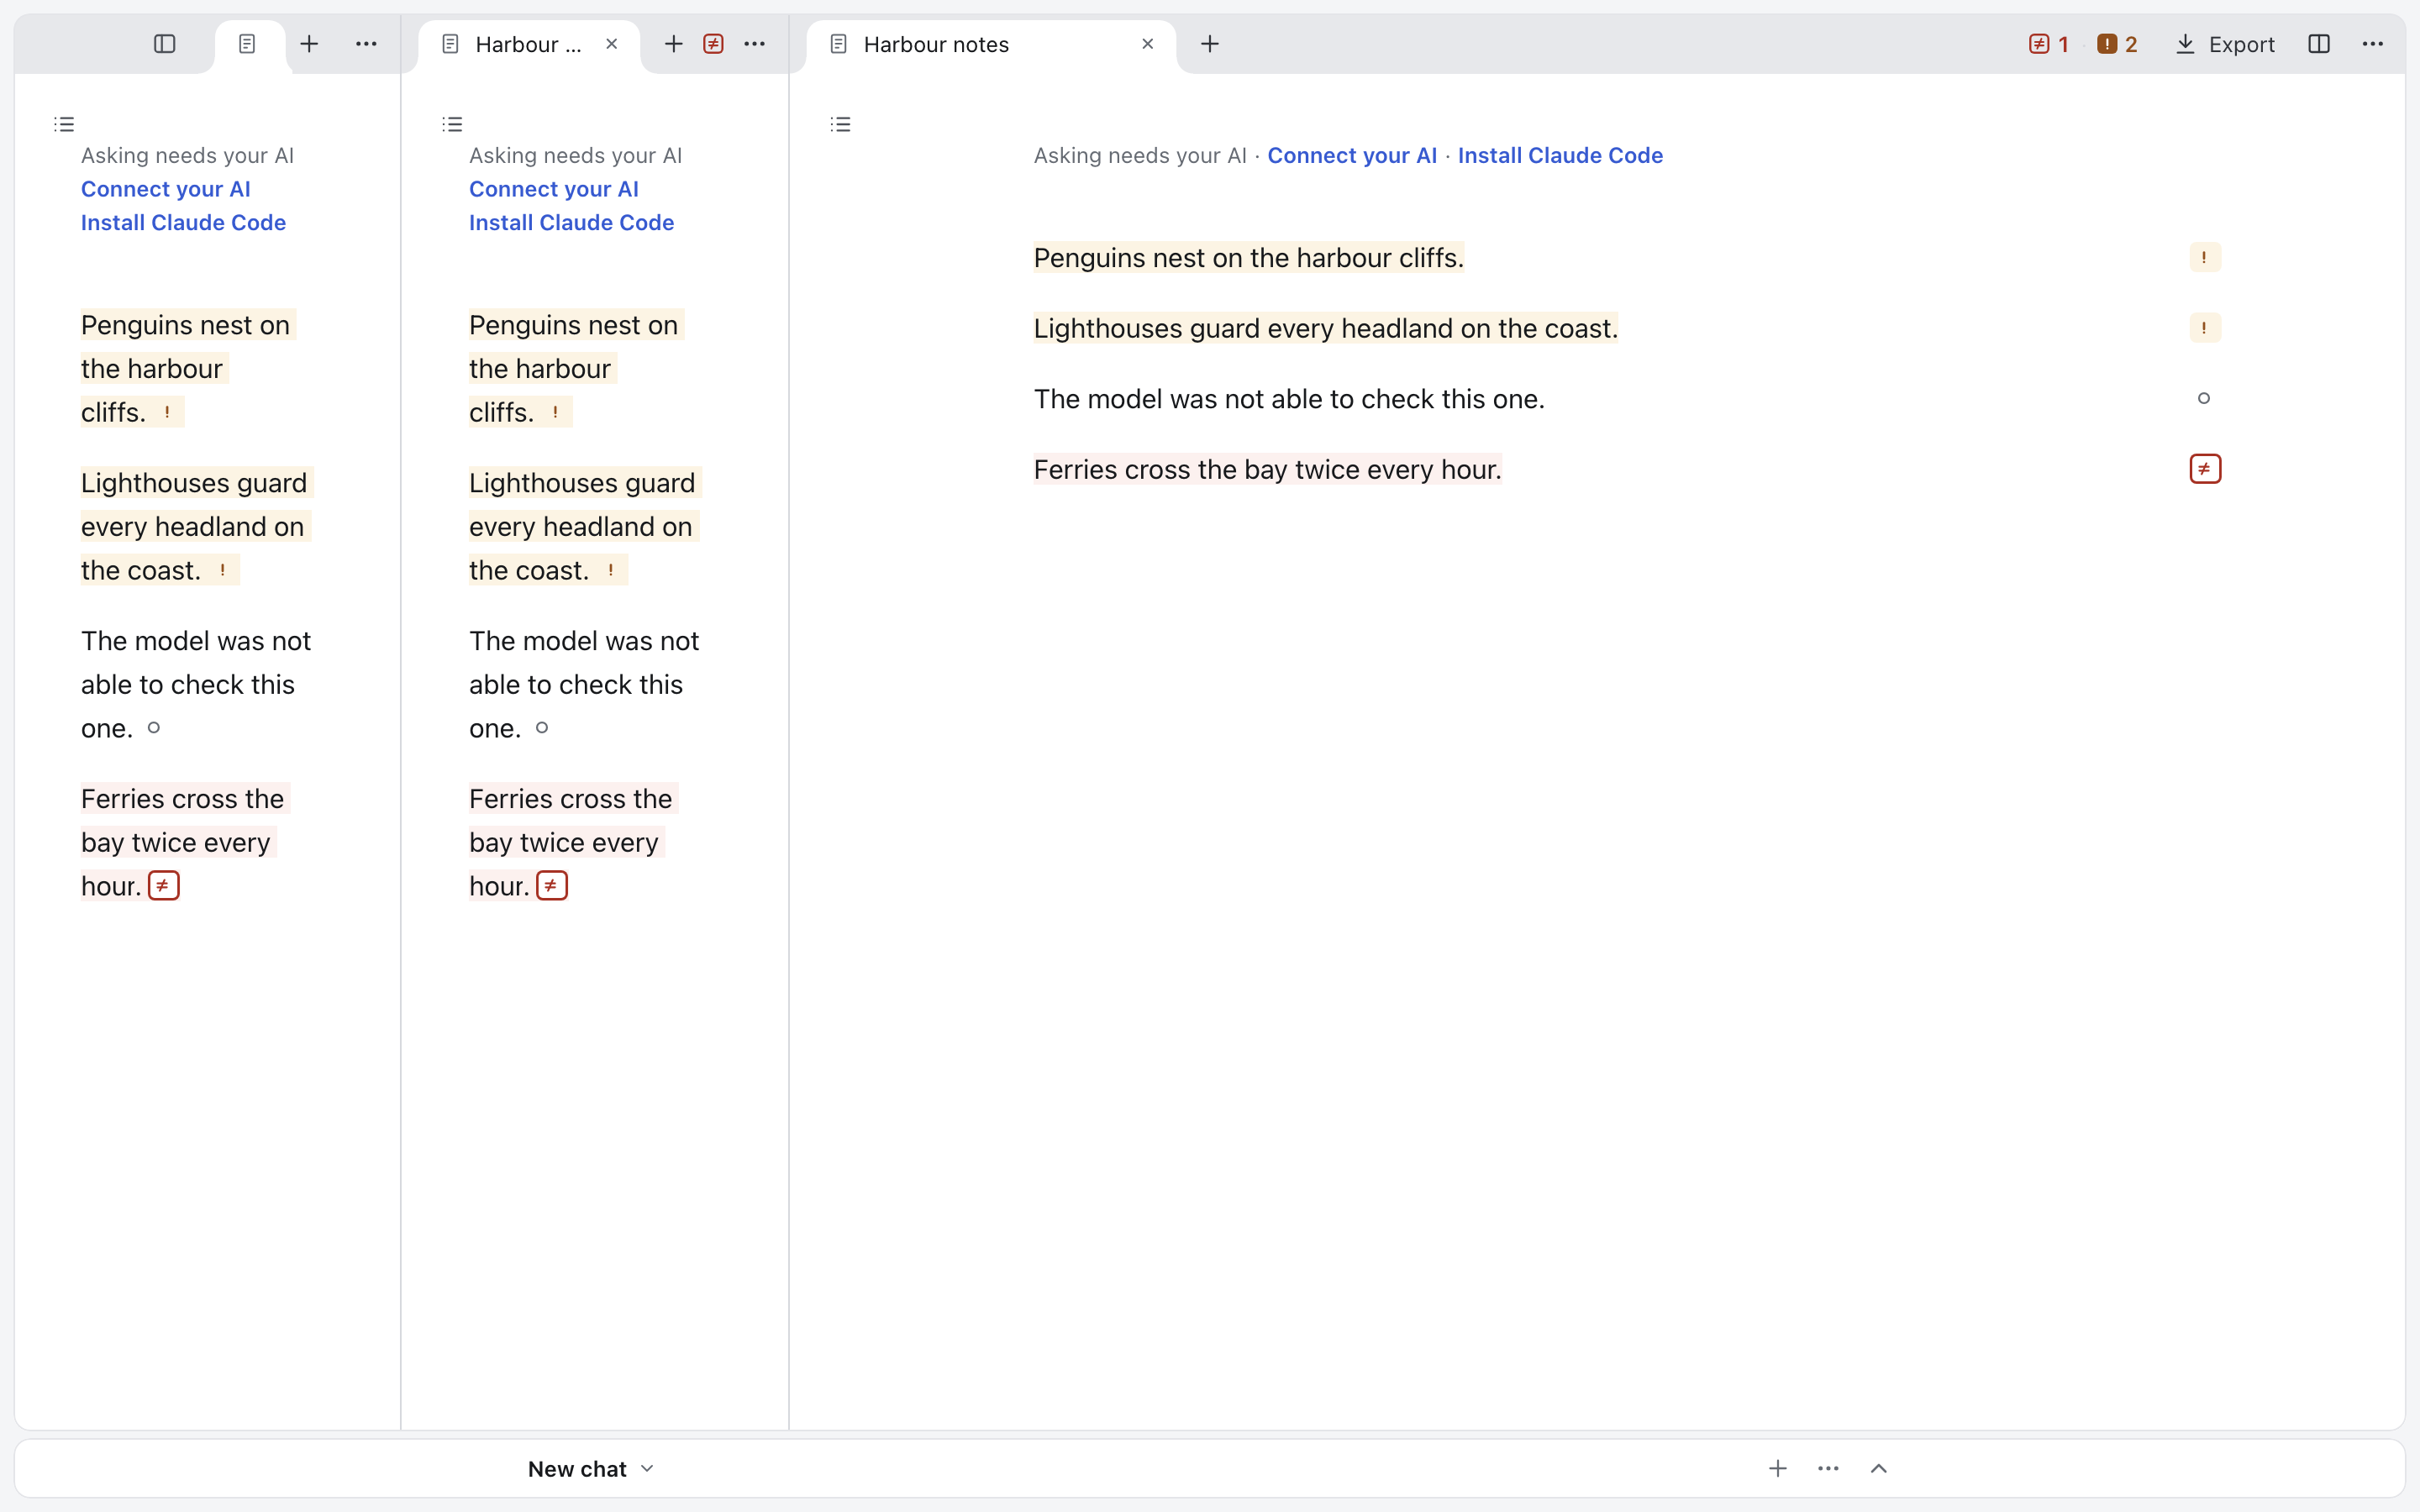 Harbour ...
Harbour notes
1
2
Export
Asking needs your AI
Connect your AI
Install Claude Code
Penguins nest on
the harbour
cliffs. !
Lighthouses guard
every headland on
the coast. !
The model was not
able to check this
one.
Ferries cross the
bay twice every
hour. ≠
Asking needs your AI
Connect your AI
Install Claude Code
Penguins nest on
the harbour
cliffs. !
Lighthouses guard
every headland on
the coast. !
The model was not
able to check this
one.
Ferries cross the
bay twice every
hour. ≠
Asking needs your AI · Connect your AI · Install Claude Code
Penguins nest on the harbour cliffs. !
Lighthouses guard every headland on the coast. !
The model was not able to check this one.
Ferries cross the bay twice every hour. ≠
New chat